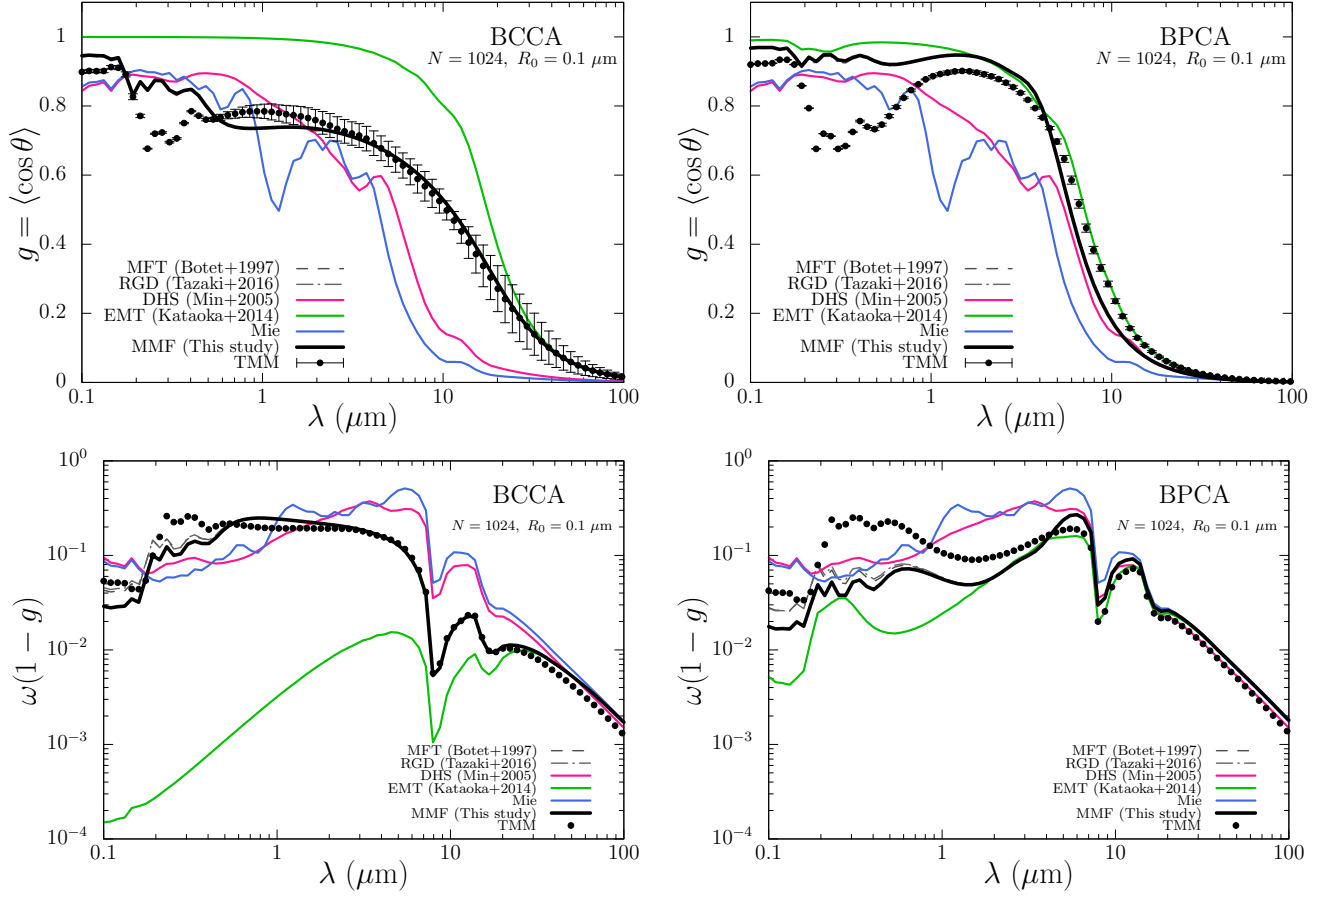 BCCA
N = 1024, R₀ = 0.1 μm
g = ⟨cos θ⟩
1
0.8
0.6
0.4
0.2
0
MFT (Botet+1997)
RGD (Tazaki+2016)
DHS (Min+2005)
EMT (Kataoka+2014)
Mie
MMF (This study)
TMM
0.1 1 10 100
λ (μm)
BPCA
N = 1024, R₀ = 0.1 μm
g = ⟨cos θ⟩
1
0.8
0.6
0.4
0.2
0
MFT (Botet+1997)
RGD (Tazaki+2016)
DHS (Min+2005)
EMT (Kataoka+2014)
Mie
MMF (This study)
TMM
0.1 1 10 100
λ (μm)
BCCA
N = 1024, R₀ = 0.1 μm
ω(1 − g)
10⁰
10⁻¹
10⁻²
10⁻³
10⁻⁴
MFT (Botet+1997)
RGD (Tazaki+2016)
DHS (Min+2005)
EMT (Kataoka+2014)
Mie
MMF (This study)
TMM
0.1 1 10 100
λ (μm)
BPCA
N = 1024, R₀ = 0.1 μm
ω(1 − g)
10⁰
10⁻¹
10⁻²
10⁻³
10⁻⁴
MFT (Botet+1997)
RGD (Tazaki+2016)
DHS (Min+2005)
EMT (Kataoka+2014)
Mie
MMF (This study)
TMM
0.1 1 10 100
λ (μm)